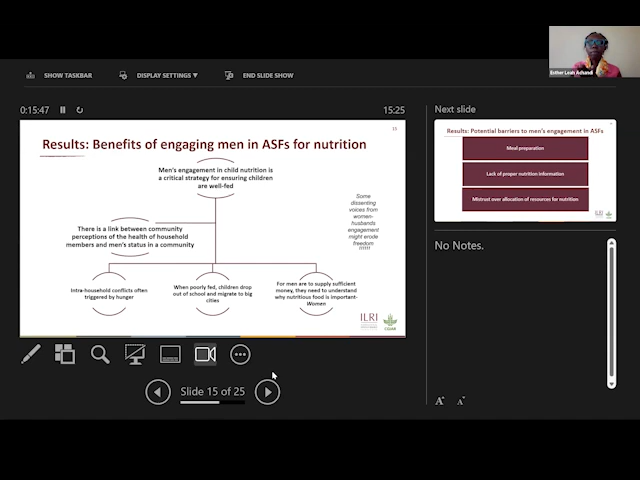 Esther Leah Achandi
SHOW TASKBAR
DISPLAY SETTINGS ▼
END SLIDE SHOW
0:15:47
15:25
15
Results: Benefits of engaging men in ASFs for nutrition
Men's engagement in child nutrition is
a critical strategy for ensuring children
are well-fed
Some
dissenting
voices from
women-
husbands
engagement
might erode
freedom
!!!!!!!
There is a link between community
perceptions of the health of household
members and men's status in a community
Intra-household conflicts often
triggered by hunger
When poorly fed, children drop
out of school and migrate to big
cities
For men are to supply sufficient
money, they need to understand
why nutritious food is important-
Women
ILRI
CGIAR
Slide 15 of 25
Next slide
Results: Potential barriers to men's engagement in ASFs
Meal preparation
Lack of proper nutrition information
Mistrust over allocation of resources for nutrition
ILRI
No Notes.
A
A